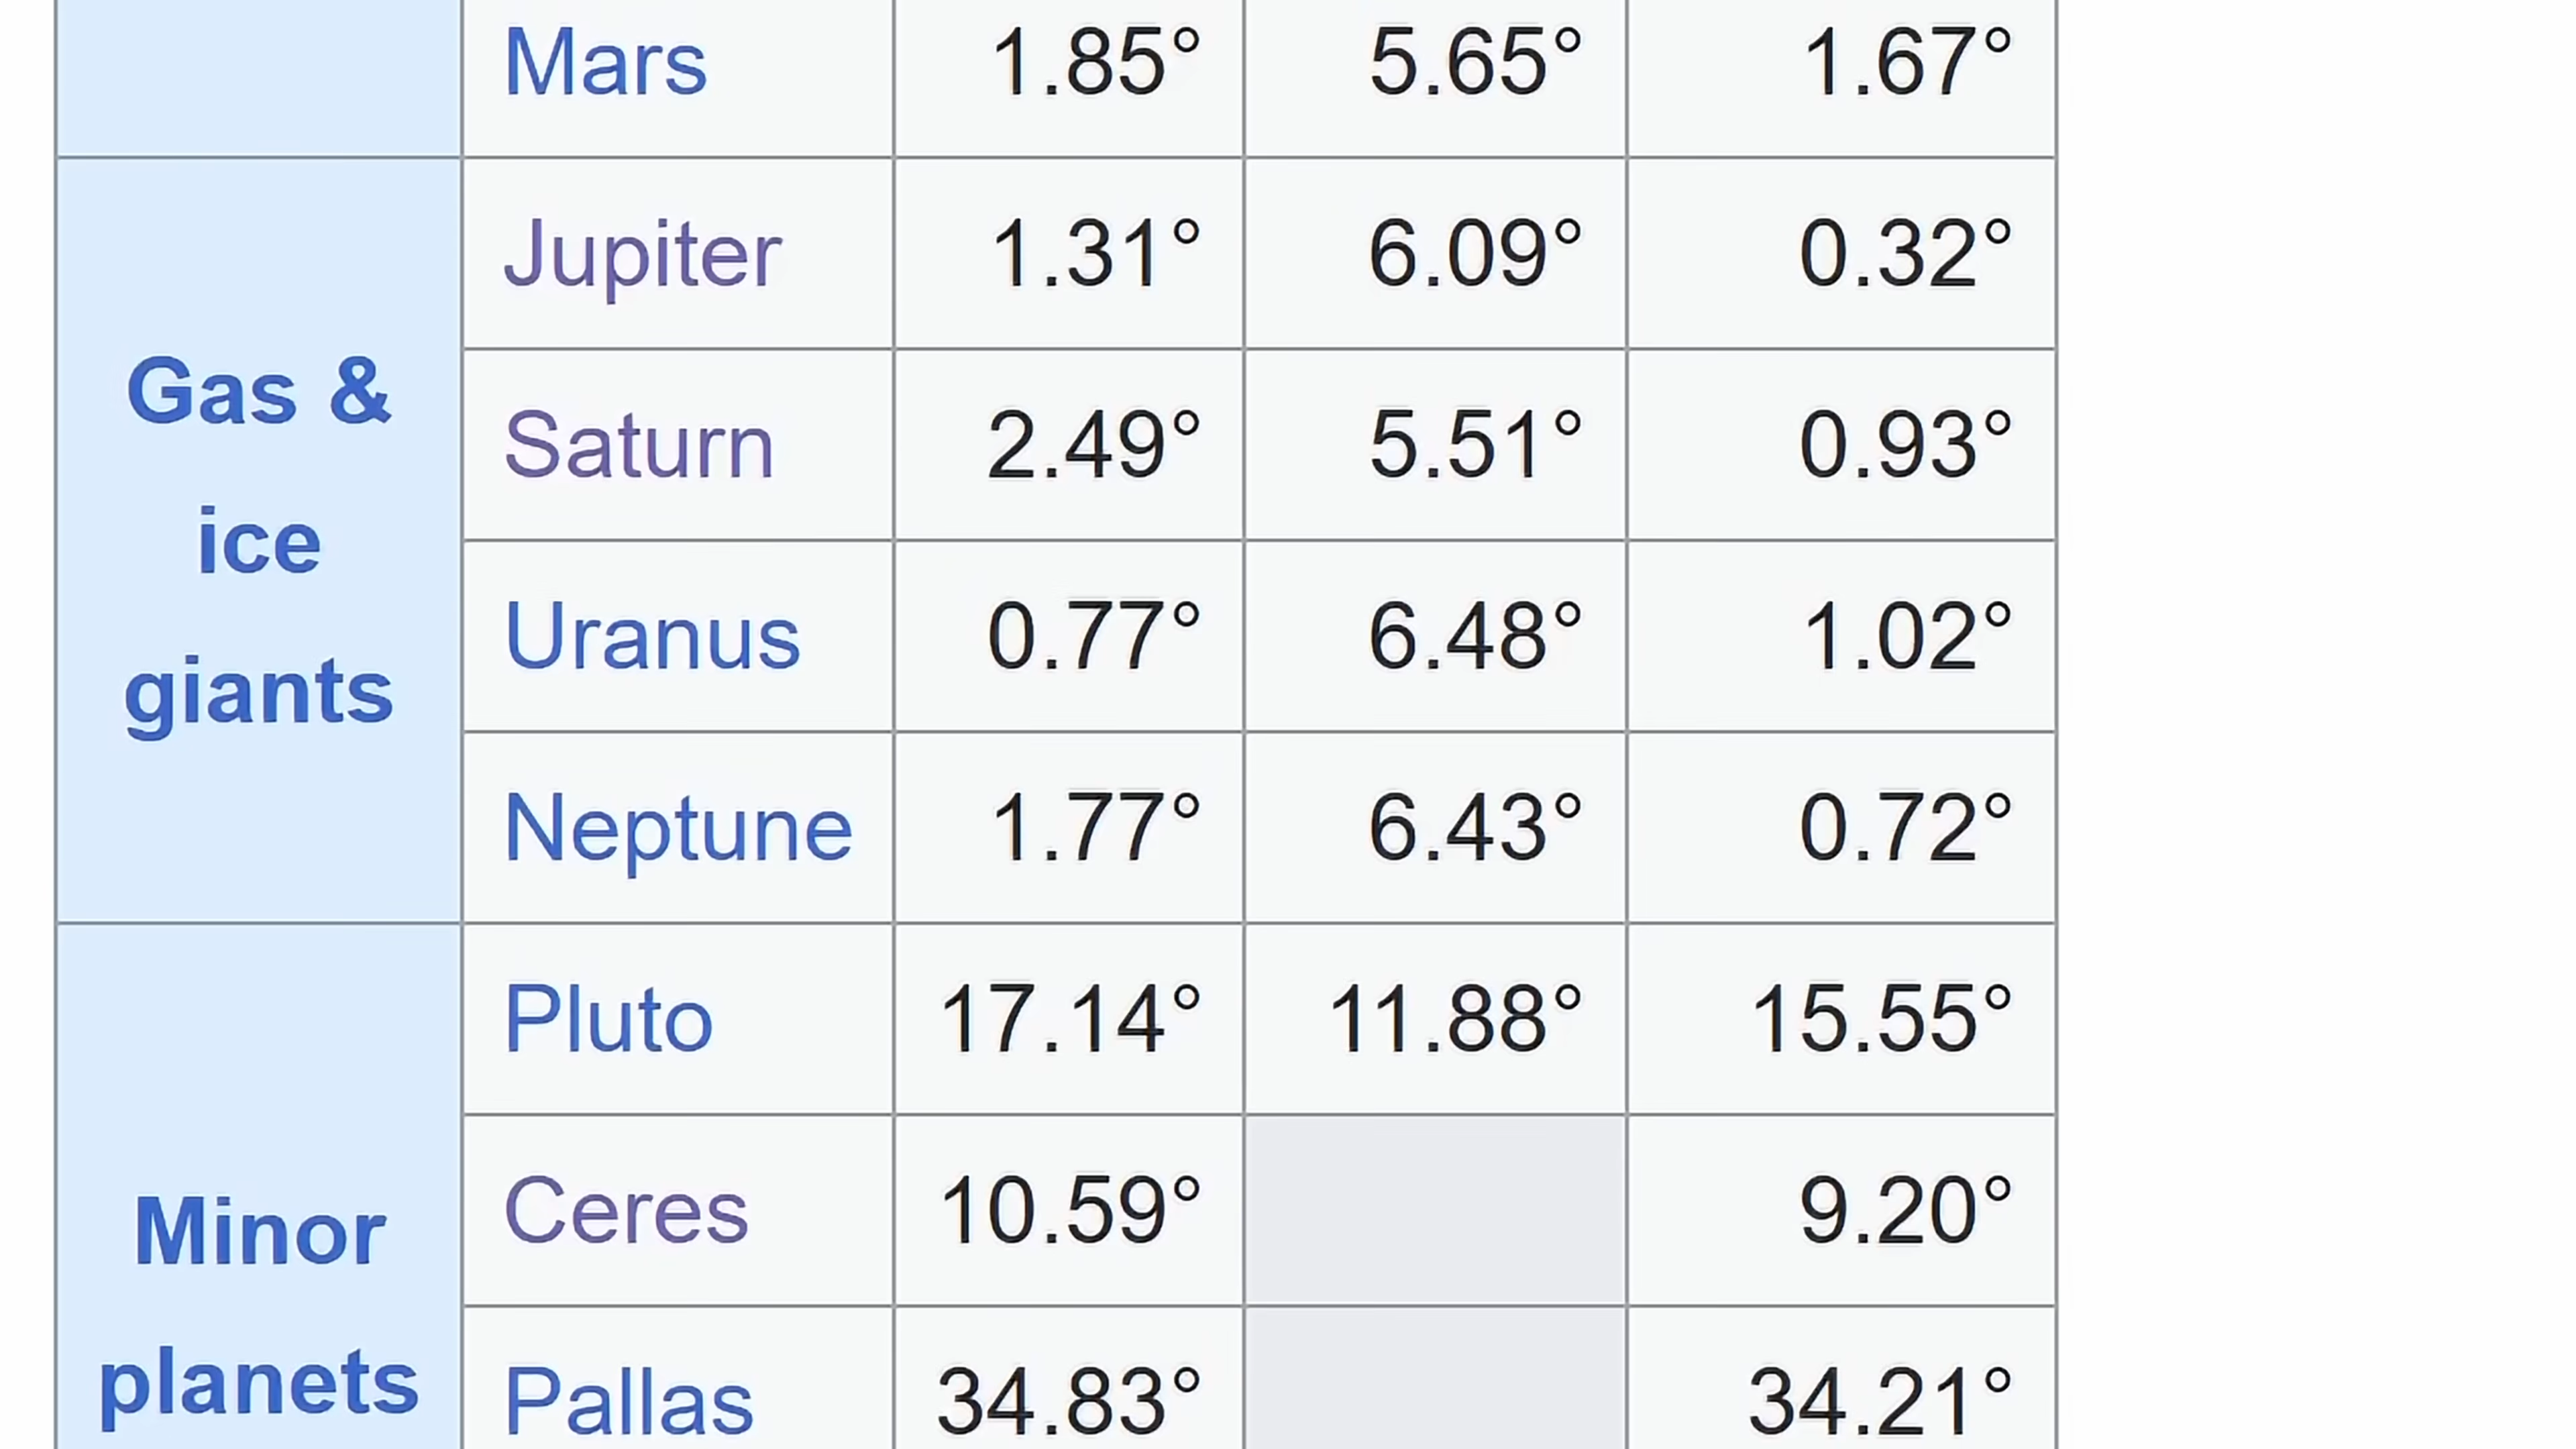 Mars 1.85° 5.65° 1.67°
Gas &
ice
giants
Jupiter 1.31° 6.09° 0.32°
Saturn 2.49° 5.51° 0.93°
Uranus 0.77° 6.48° 1.02°
Neptune 1.77° 6.43° 0.72°
Minor
planets
Pluto 17.14° 11.88° 15.55°
Ceres 10.59° 9.20°
Pallas 34.83° 34.21°